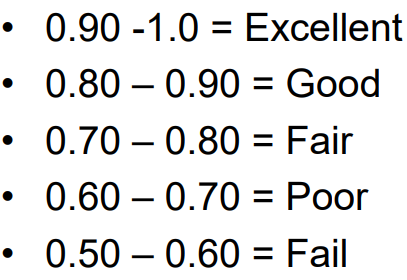 • 0.90 -1.0 = Excellent
• 0.80 – 0.90 = Good
• 0.70 – 0.80 = Fair
• 0.60 – 0.70 = Poor
• 0.50 – 0.60 = Fail